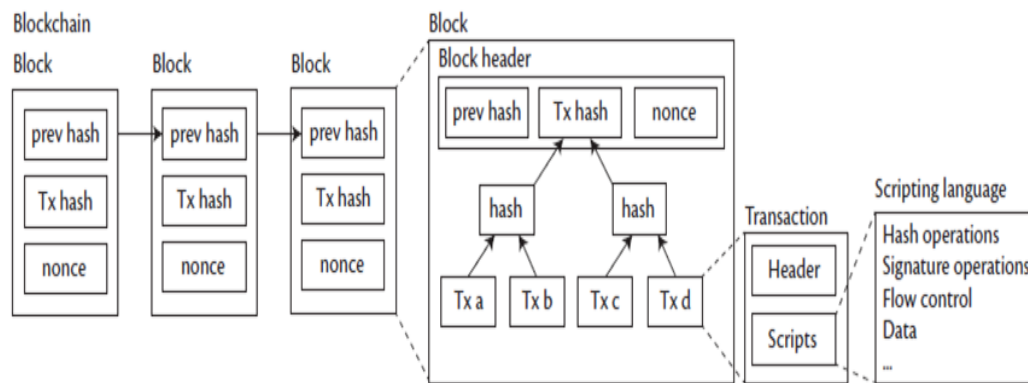 Blockchain
Block
Block
Block
prev hash
prev hash
prev hash
Tx hash
Tx hash
Tx hash
nonce
nonce
nonce
Block
Block header
prev hash
Tx hash
nonce
hash
hash
Tx a
Tx b
Tx c
Tx d
Transaction
Header
Scripts
Scripting language
Hash operations
Signature operations
Flow control
Data
...